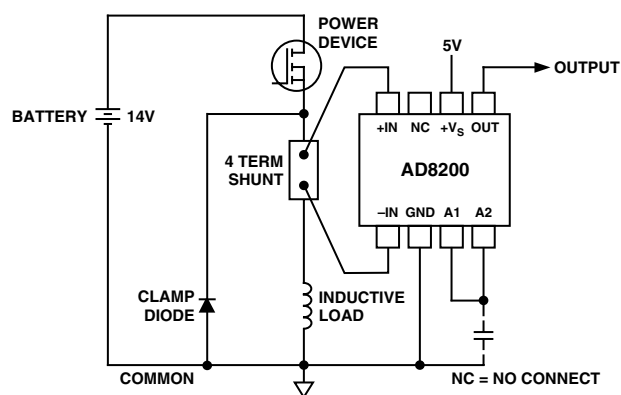 POWER
DEVICE
5V
OUTPUT
BATTERY 14V
+IN NC +VS OUT
4 TERM
SHUNT
AD8200
–IN GND A1 A2
CLAMP
DIODE
INDUCTIVE
LOAD
COMMON
NC = NO CONNECT